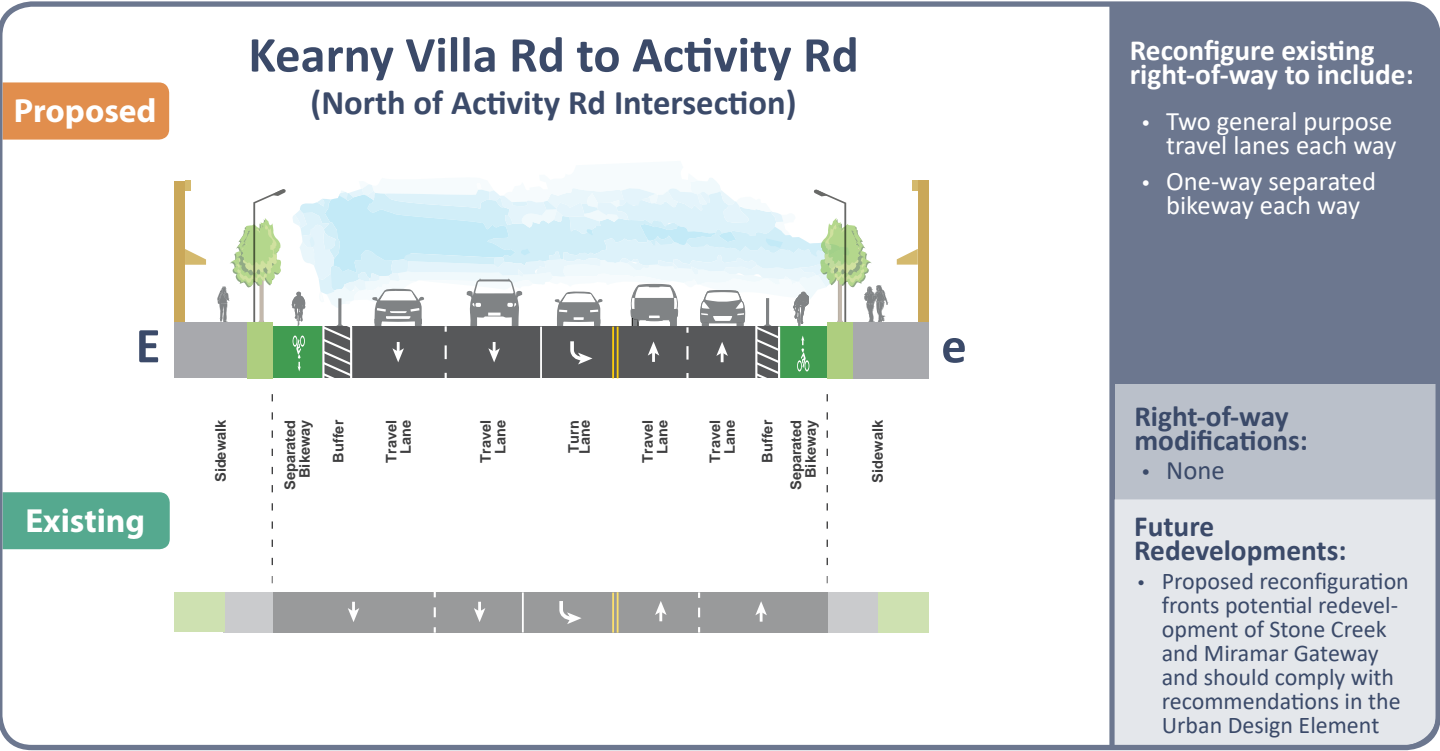 Kearny Villa Rd to Activity Rd
(North of Activity Rd Intersection)
Proposed
E
e
Sidewalk
Separated
Bikeway
Buffer
Travel
Lane
Travel
Lane
Turn
Lane
Travel
Lane
Travel
Lane
Buffer
Separated
Bikeway
Sidewalk
Existing
Reconfigure existing
right-of-way to include:
• Two general purpose
travel lanes each way
• One-way separated
bikeway each way
Right-of-way
modifications:
• None
Future
Redevelopments:
• Proposed reconfiguration
fronts potential redevel-
opment of Stone Creek
and Miramar Gateway
and should comply with
recommendations in the
Urban Design Element